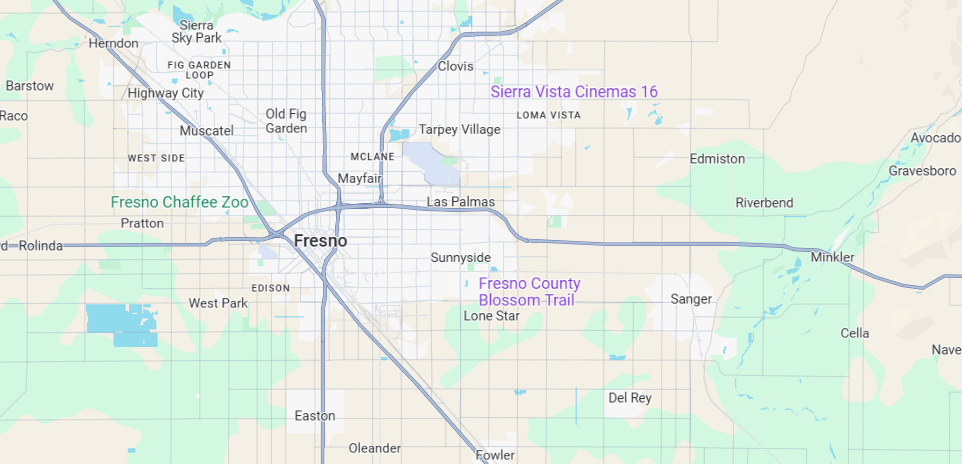 Sierra
Sky Park
Herndon
Clovis
FIG GARDEN
LOOP
Barstow
Highway City
Sierra Vista Cinemas 16
Raco
Old Fig
Garden
LOMA VISTA
Muscatel
Tarpey Village
Avocado
WEST SIDE
MCLANE
Edmiston
Gravesboro
Mayfair
Fresno Chaffee Zoo
Las Palmas
Riverbend
Pratton
Fresno
d
Rolinda
Sunnyside
Minkler
EDISON
Fresno County
Blossom Trail
West Park
Sanger
Lone Star
Cella
Nave
Del Rey
Easton
Oleander
Fowler